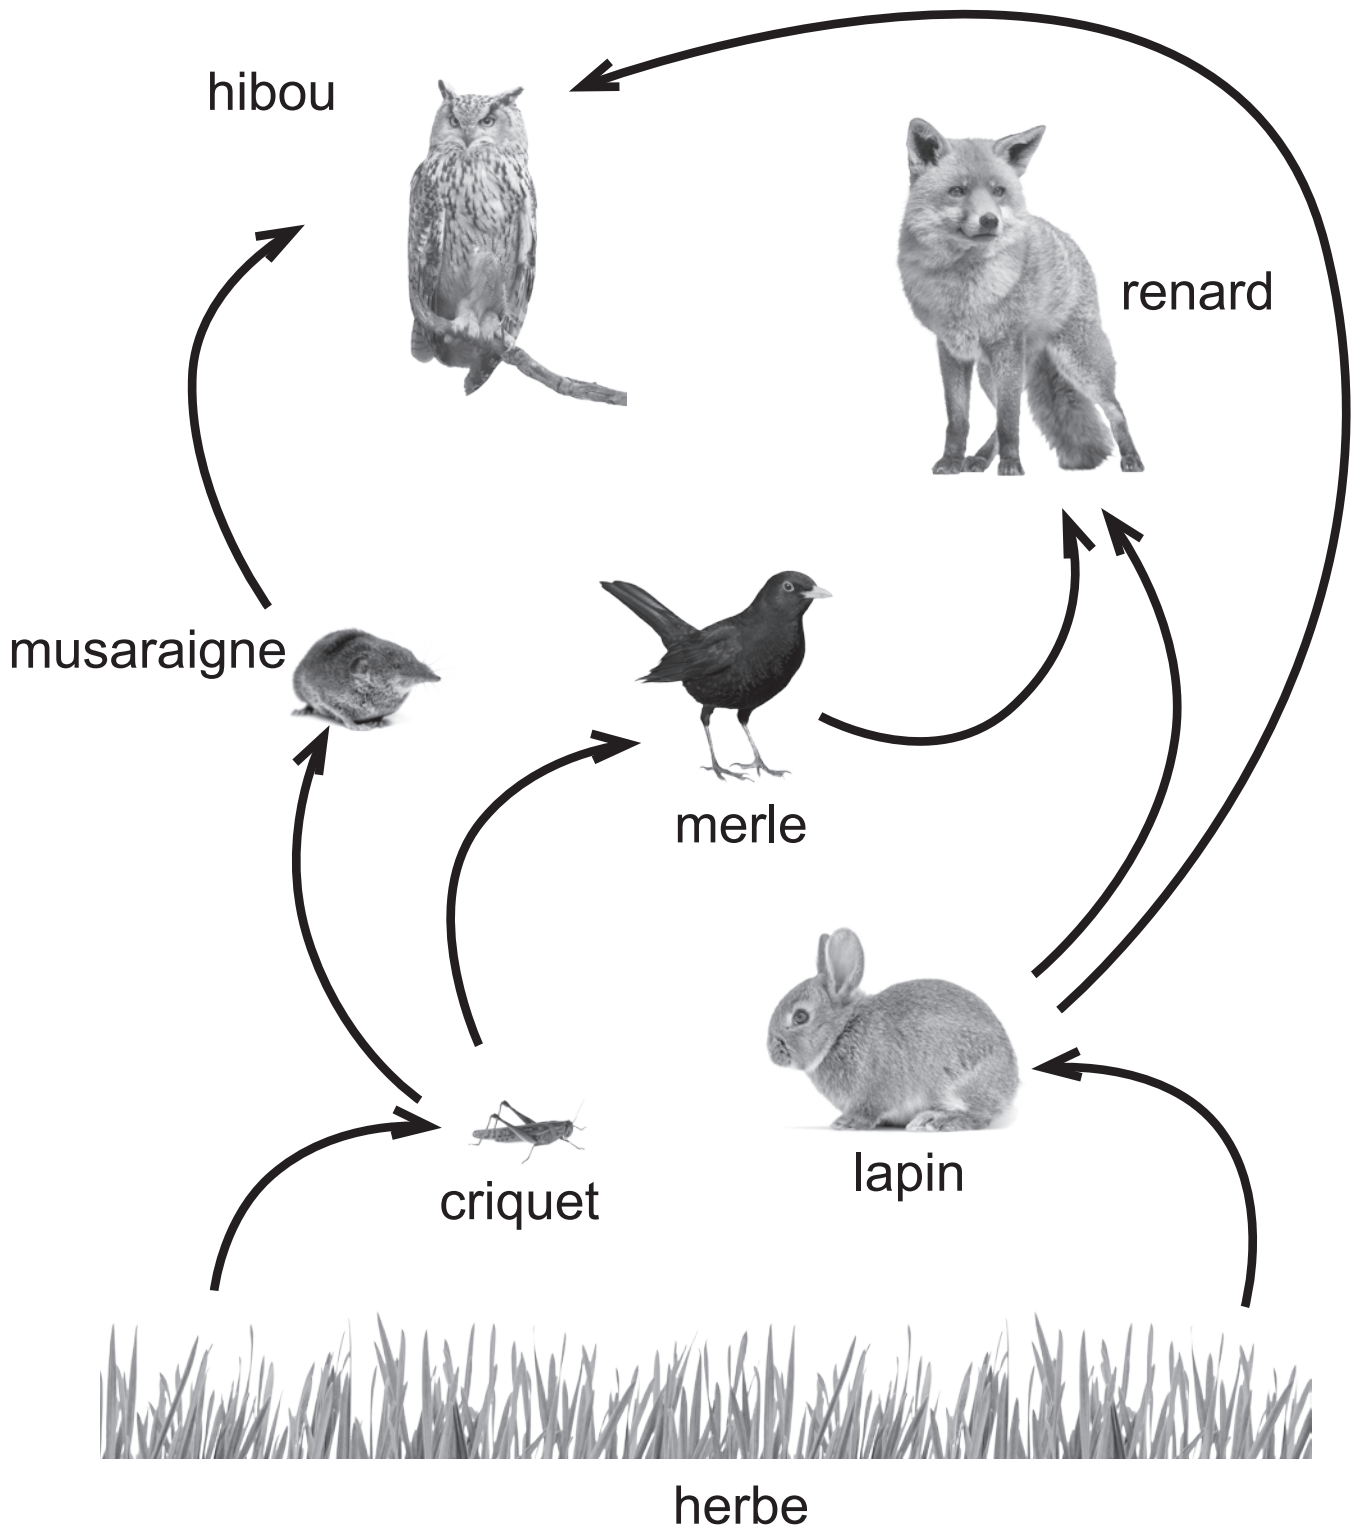 hibou
renard
musaraigne
merle
lapin
criquet
herbe